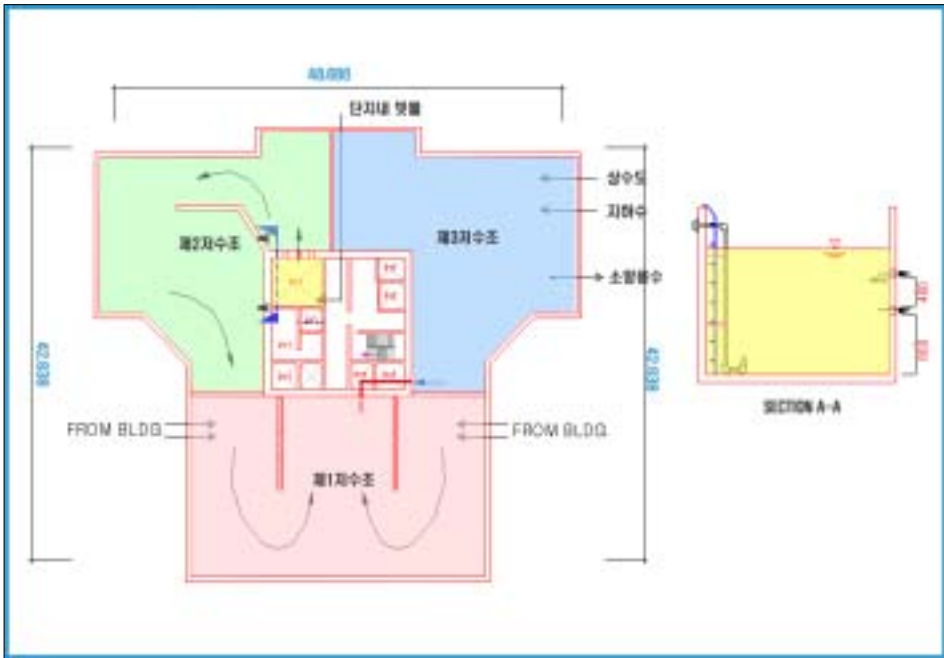 단지내 빗물
상수도
지하수
제2저수조
제3저수조
소방용수
42.838
42.838
SECTION A-A
FROM BLDG.
FROM BLDG.
제1저수조